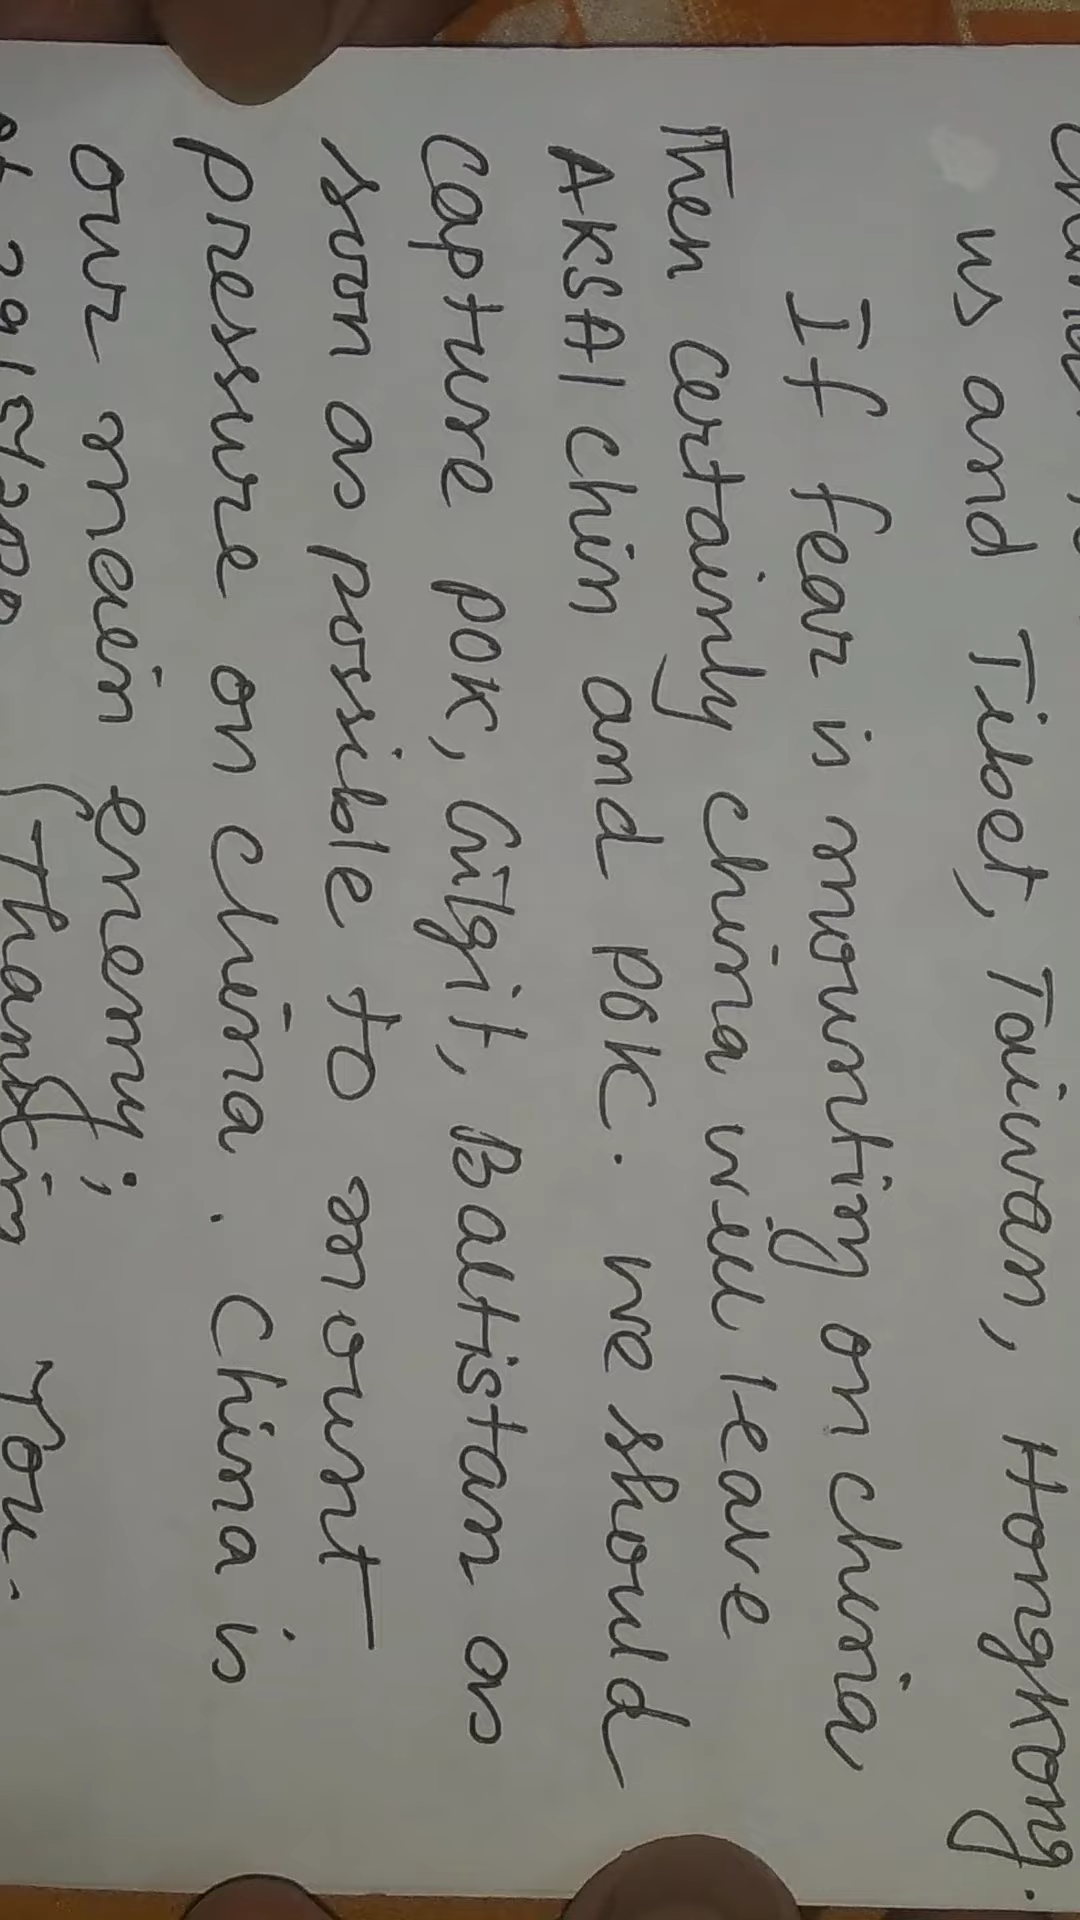 us and Tibet, Taiwan, Hongkong.
If fear is mounting on china
Then certainly china will leave
AKSAI chin and POK. we should
capture POK, Gilgit, Baltistan as
soon as possible to mount
pressure on china. China is
our main enemy;
Thanking You.